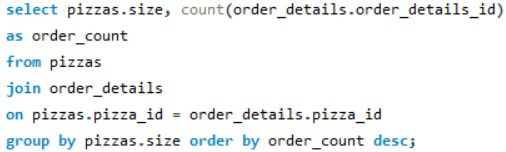 select pizzas.size, count(order_details.order_details_id)
as order_count
from pizzas
join order_details
on pizzas.pizza_id = order_details.pizza_id
group by pizzas.size order by order_count desc;